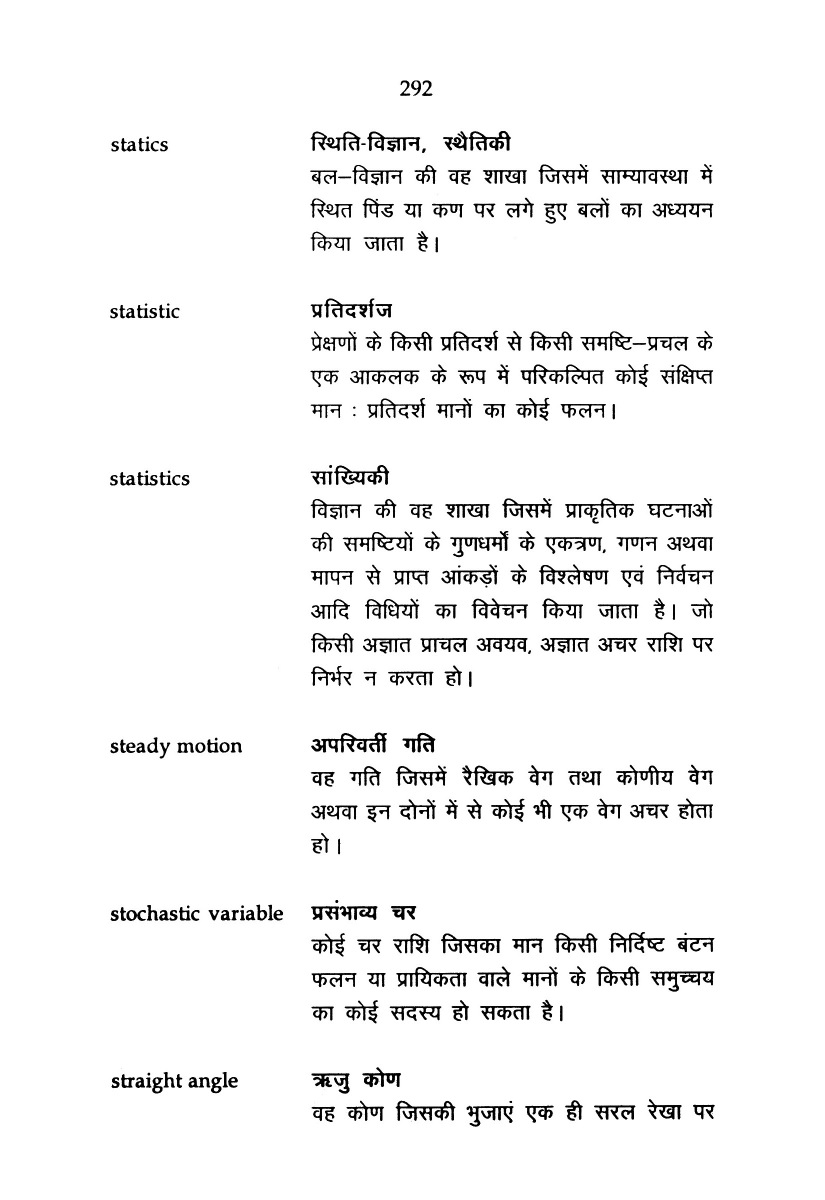 292
statics स्थिति-विज्ञान, स्थैतिकी
बल–विज्ञान की वह शाखा जिसमें साम्यावस्था में
स्थित पिंड या कण पर लगे हुए बलों का अध्ययन
किया जाता है।
statistic प्रतिदर्शज
प्रेक्षणों के किसी प्रतिदर्श से किसी समष्टि–प्रचल के
एक आकलक के रूप में परिकल्पित कोई संक्षिप्त
मान : प्रतिदर्श मानों का कोई फलन।
statistics सांख्यिकी
विज्ञान की वह शाखा जिसमें प्राकृतिक घटनाओं
की समष्टियों के गुणधर्मों के एकत्रण, गणन अथवा
मापन से प्राप्त आंकड़ों के विश्लेषण एवं निर्वचन
आदि विधियों का विवेचन किया जाता है। जो
किसी अज्ञात प्राचल अवयव, अज्ञात अचर राशि पर
निर्भर न करता हो।
steady motion अपरिवर्ती गति
वह गति जिसमें रैखिक वेग तथा कोणीय वेग
अथवा इन दोनों में से कोई भी एक वेग अचर होता
हो।
stochastic variable प्रसंभाव्य चर
कोई चर राशि जिसका मान किसी निर्दिष्ट बंटन
फलन या प्रायिकता वाले मानों के किसी समुच्चय
का कोई सदस्य हो सकता है।
straight angle ऋजु कोण
वह कोण जिसकी भुजाएं एक ही सरल रेखा पर